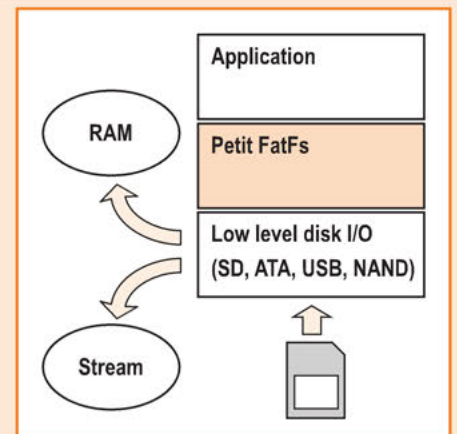 Application
RAM
Petit FatFs
Low level disk I/O
(SD, ATA, USB, NAND)
Stream